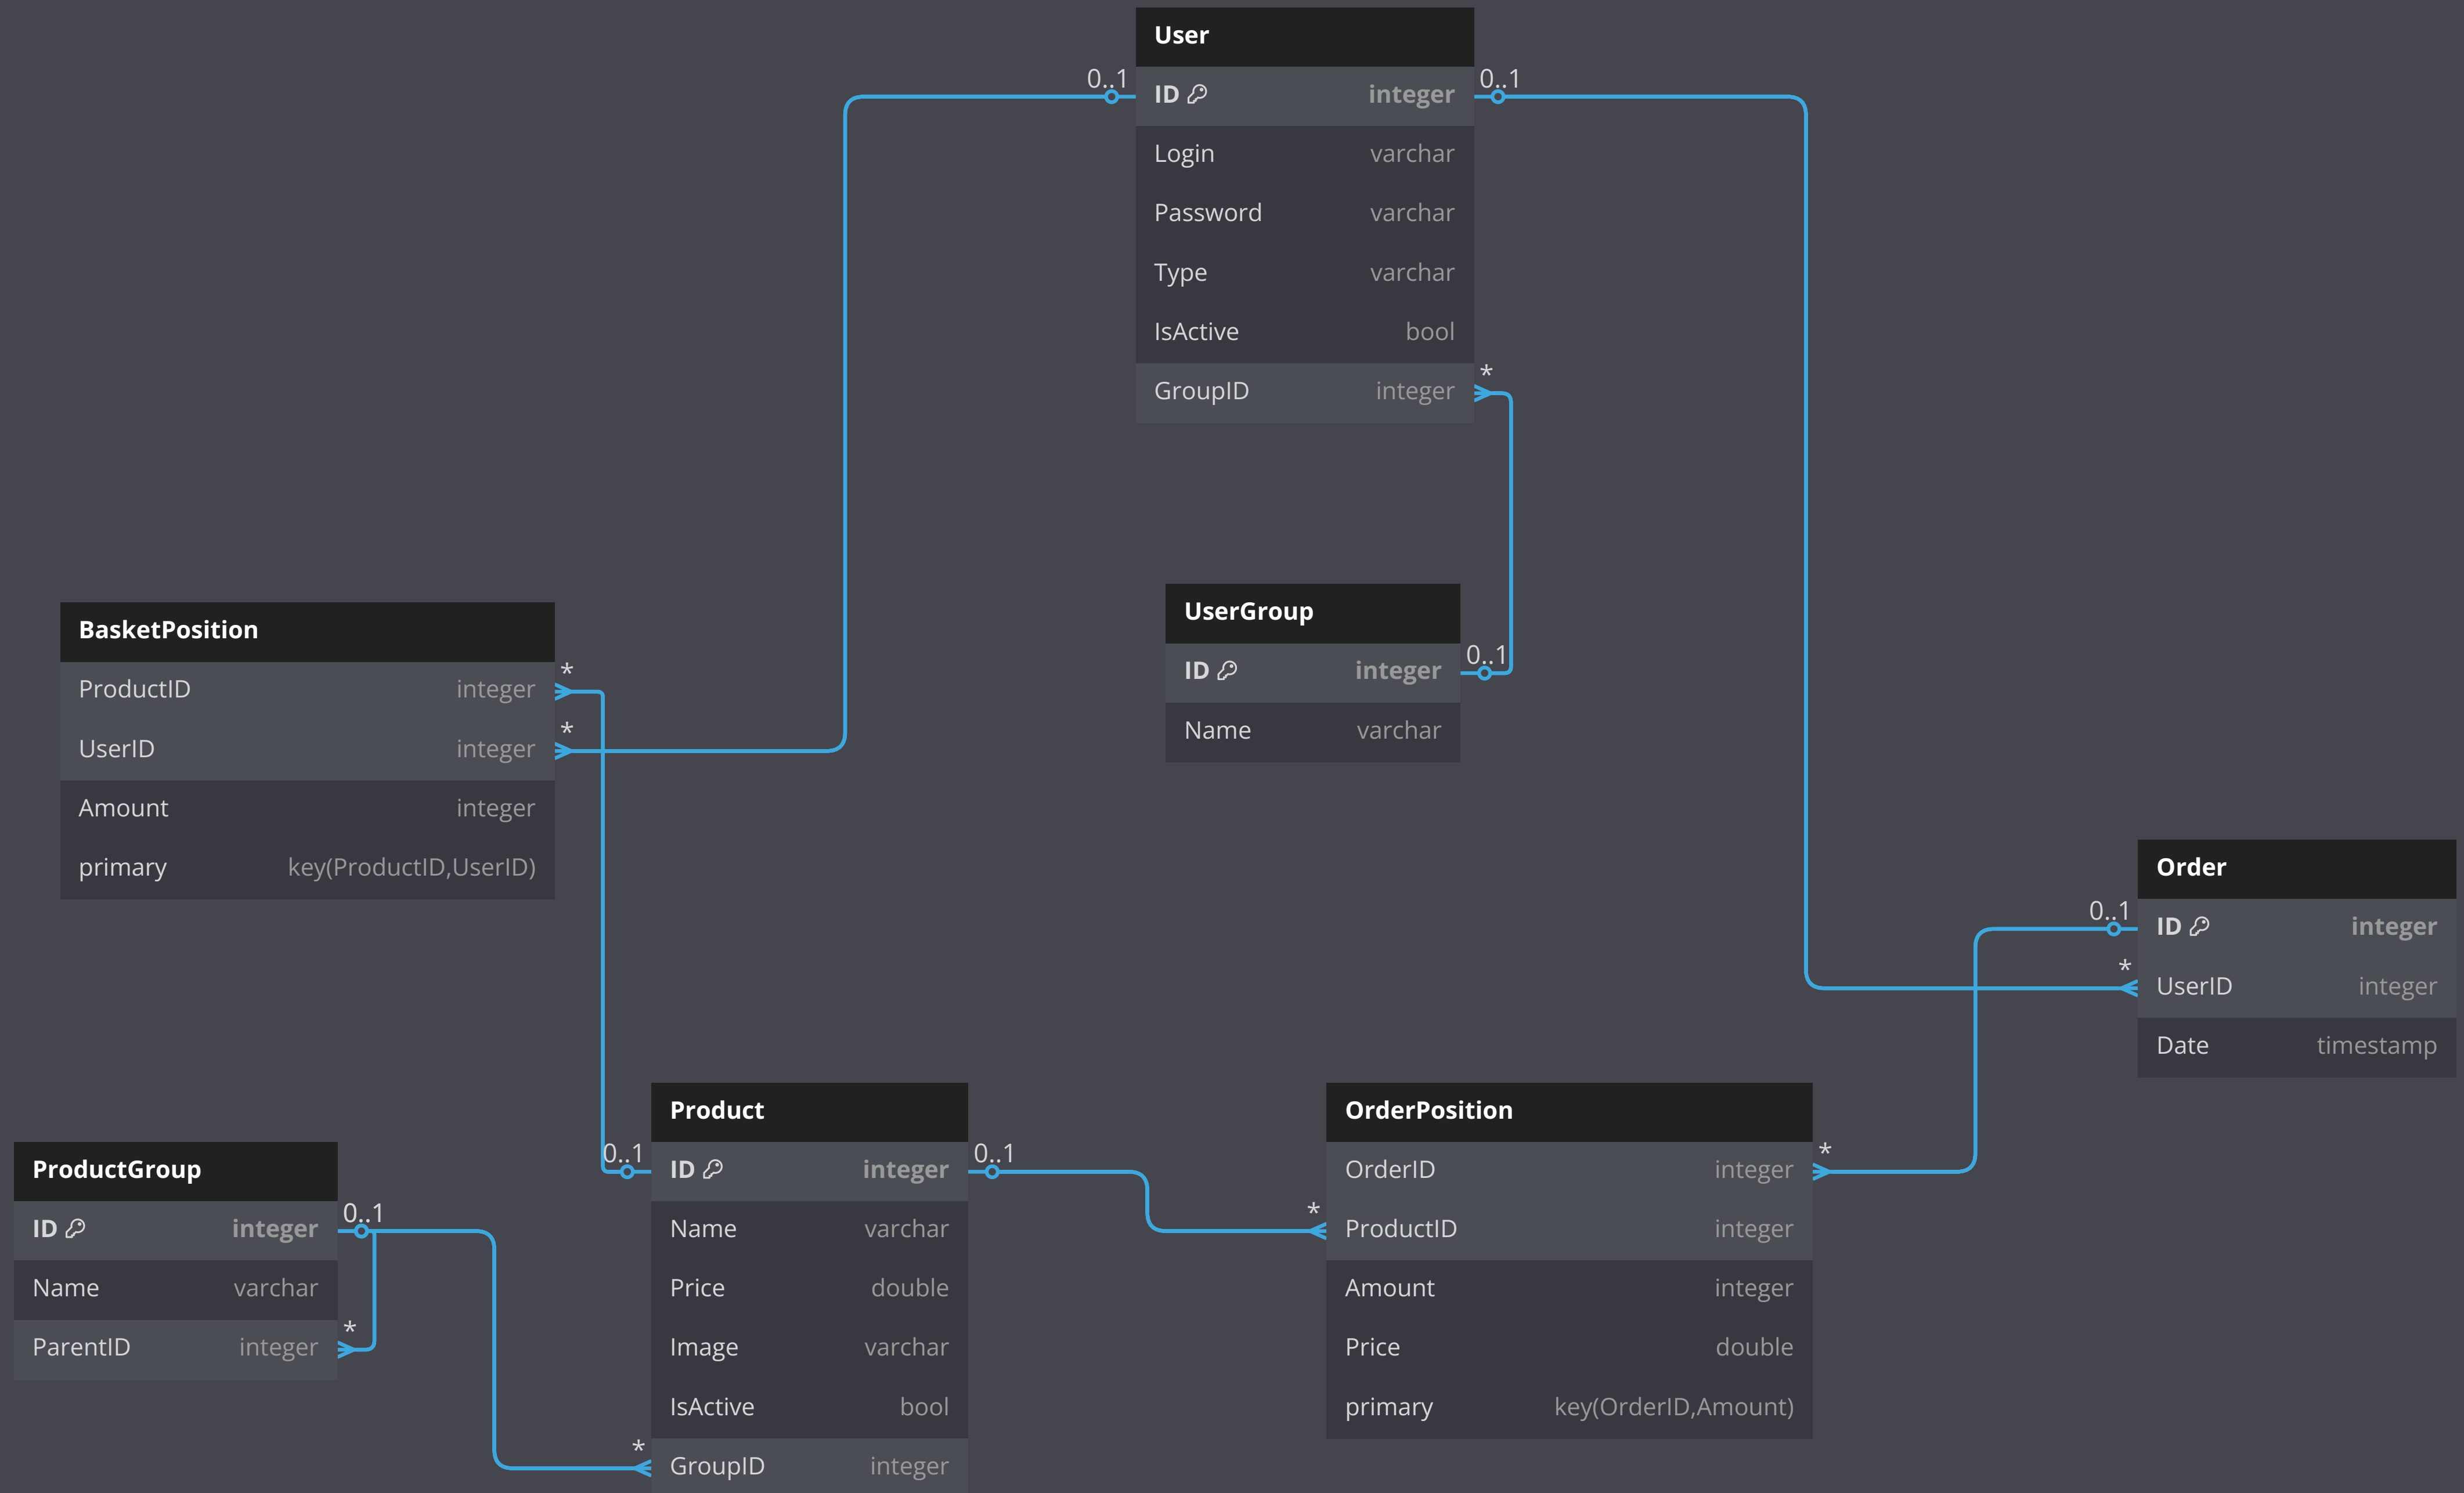 User
0..1
ID integer
0..1
Login varchar
Password varchar
Type varchar
IsActive bool
*
GroupID integer
UserGroup
ID integer
0..1
Name varchar
BasketPosition
*
ProductID integer
*
UserID integer
Amount integer
primary key(ProductID,UserID)
Order
0..1
ID integer
*
UserID integer
Date timestamp
Product
0..1
ID integer
0..1
Name varchar
Price double
Image varchar
IsActive bool
*
GroupID integer
OrderPosition
*
OrderID integer
*
ProductID integer
Amount integer
Price double
primary key(OrderID,Amount)
ProductGroup
0..1
ID integer
Name varchar
*
ParentID integer